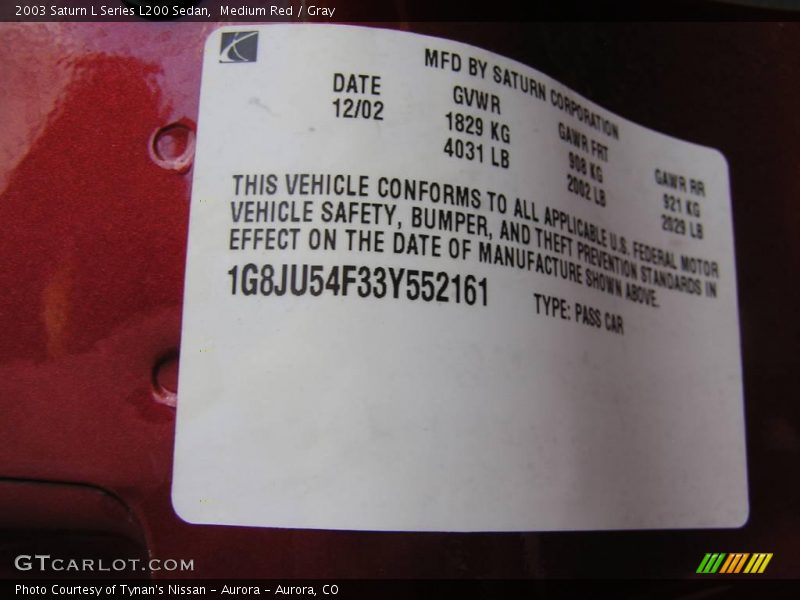 2003 Saturn L Series L200 Sedan,  Medium Red / Gray
MFD BY SATURN CORPORATION
DATE GVWR GAWR FRT GAWR RR
12/02 1829 KG 908 KG 921 KG
4031 LB 2002 LB 2029 LB
THIS VEHICLE CONFORMS TO ALL APPLICABLE U.S. FEDERAL MOTOR
VEHICLE SAFETY, BUMPER, AND THEFT PREVENTION STANDARDS IN
EFFECT ON THE DATE OF MANUFACTURE SHOWN ABOVE.
1G8JU54F33Y552161 TYPE: PASS CAR
GTCARLOT.COM
Photo Courtesy of Tynan's Nissan - Aurora - Aurora, CO